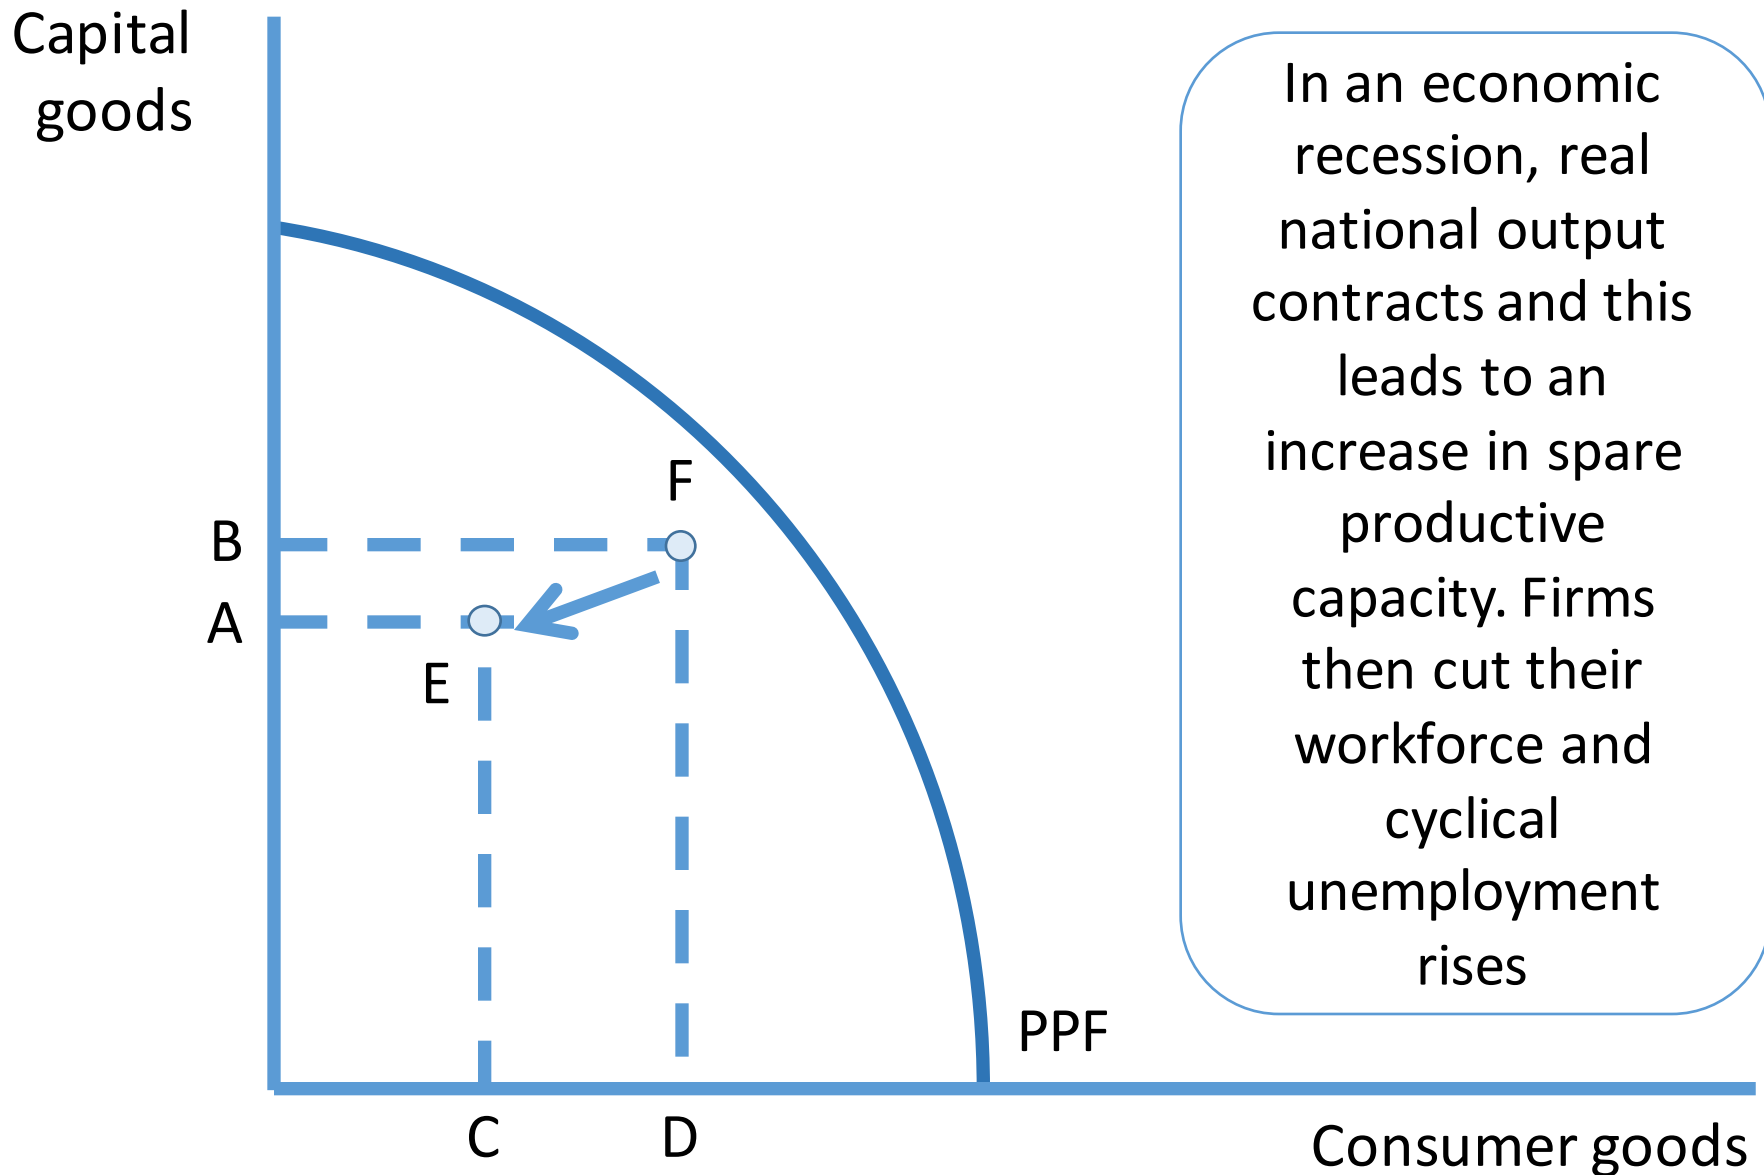 Capital
goods
In an economic
recession, real
national output
contracts and this
leads to an
increase in spare
productive
capacity. Firms
then cut their
workforce and
cyclical
unemployment
rises
F
B
A
E
PPF
C
D
Consumer goods